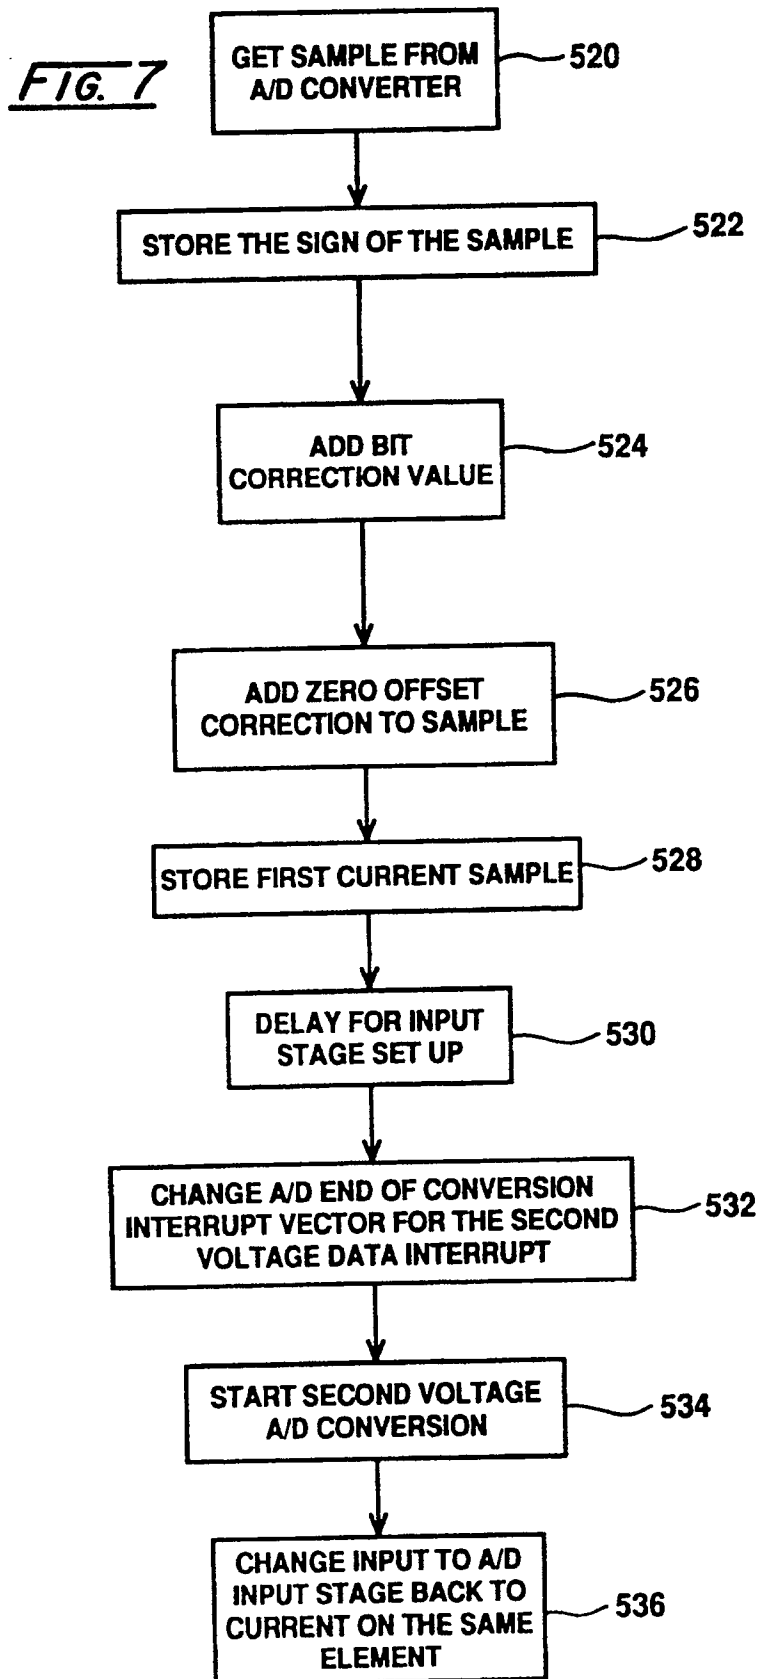 FIG. 7
GET SAMPLE FROM
A/D CONVERTER
520
STORE THE SIGN OF THE SAMPLE
522
ADD BIT
CORRECTION VALUE
524
ADD ZERO OFFSET
CORRECTION TO SAMPLE
526
STORE FIRST CURRENT SAMPLE
528
DELAY FOR INPUT
STAGE SET UP
530
CHANGE A/D END OF CONVERSION
INTERRUPT VECTOR FOR THE SECOND
VOLTAGE DATA INTERRUPT
532
START SECOND VOLTAGE
A/D CONVERSION
534
CHANGE INPUT TO A/D
INPUT STAGE BACK TO
CURRENT ON THE SAME
ELEMENT
536